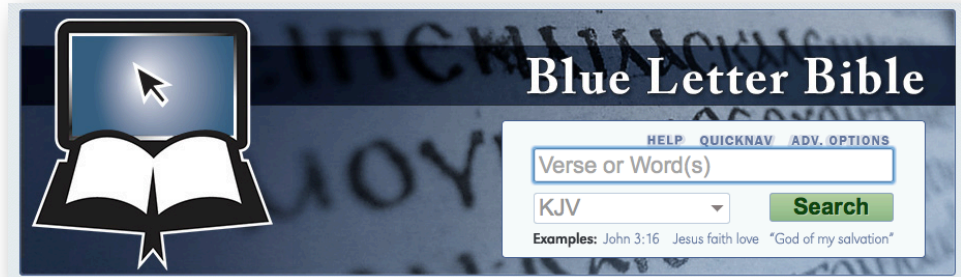 Blue Letter Bible
HELP QUICKNAV ADV. OPTIONS
Verse or Word(s)
KJV
Search
Examples: John 3:16 Jesus faith love "God of my salvation"